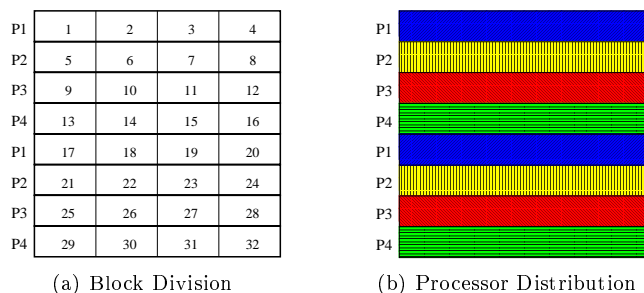 P1 1 2 3 4
P2 5 6 7 8
P3 9 10 11 12
P4 13 14 15 16
P1 17 18 19 20
P2 21 22 23 24
P3 25 26 27 28
P4 29 30 31 32
(a) Block Division
P1
P2
P3
P4
P1
P2
P3
P4
(b) Processor Distribution